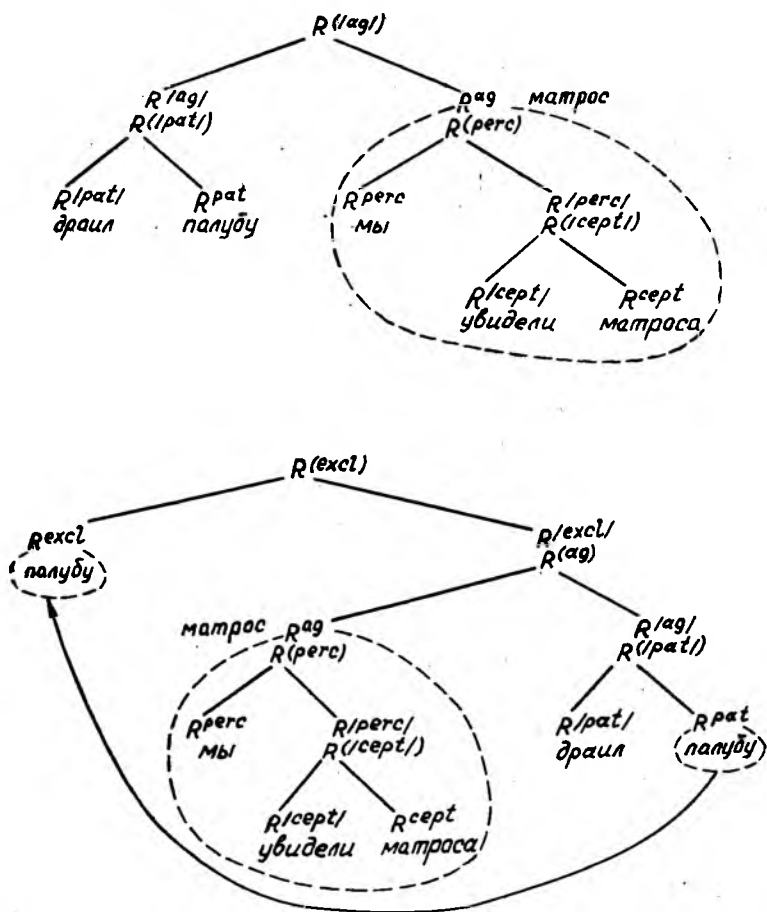 R(/ag/)
R/ag/
R(/pat/)
R/pat/
драил
Rpat
палубу
Rag матрос
R(perc)
Rperc
мы
R/perc/
R(/cept/)
R/cept/
увидели
Rcept
матроса
R(excl)
Rexcl
палубу
R/excl/
R(ag)
матрос Rag
R(perc)
Rperc
мы
R/perc/
R(/cept/)
R/cept/
увидели
Rcept
матроса
R/ag/
R(/pat/)
R/pat/
драил
Rpat
палубу